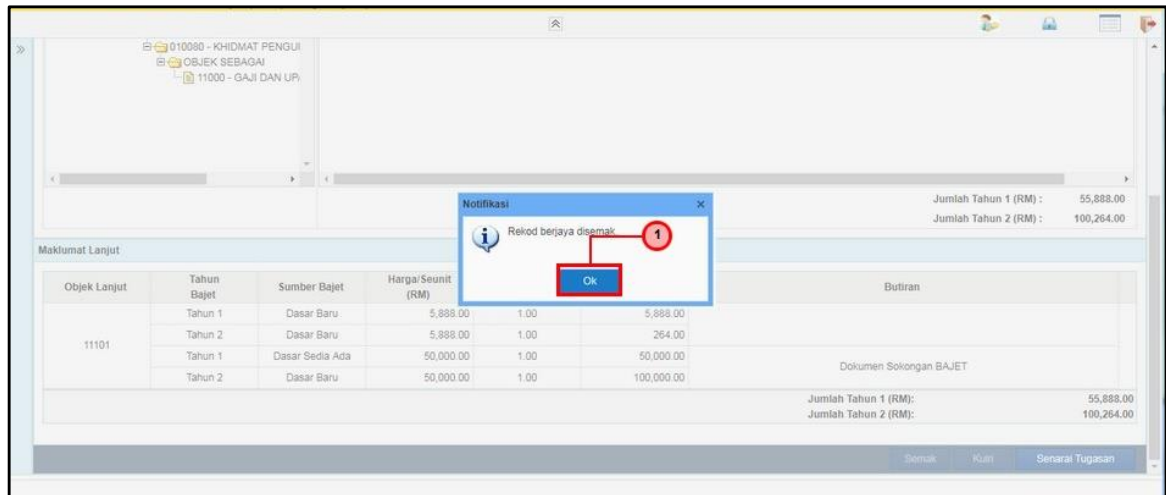 010080 - KHIDMAT PENGUI
OBJEK SEBAGAI
11000 - GAJI DAN UP
Jumlah Tahun 1 (RM) : 55,888.00
Jumlah Tahun 2 (RM) : 100,264.00
Notifikasi
Rekod berjaya disemak
1
Ok
Maklumat Lanjut
Objek Lanjut Tahun Bajet Sumber Bajet Harga/Seunit (RM) Butiran
11101
Tahun 1 Dasar Baru 5,888.00 1.00 5,888.00
Tahun 2 Dasar Baru 5,888.00 1.00 264.00
Tahun 1 Dasar Sedia Ada 50,000.00 1.00 50,000.00
Dokumen Sokongan BAJET
Tahun 2 Dasar Baru 50,000.00 1.00 100,000.00
Jumlah Tahun 1 (RM): 55,888.00
Jumlah Tahun 2 (RM): 100,264.00
Semak Kuiri Senarai Tugasan